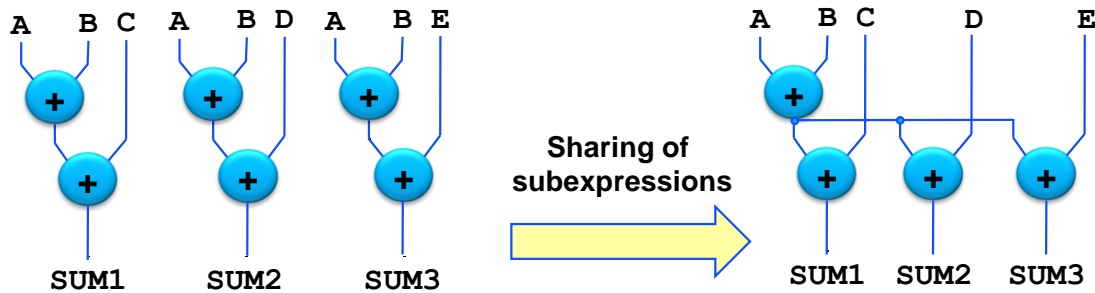 A B C A B D A B E
+ + +
+ + +
SUM1 SUM2 SUM3
Sharing of
subexpressions
A B C D E
+
+ + +
SUM1 SUM2 SUM3